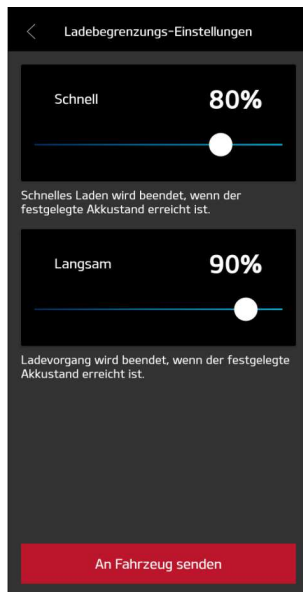 Ladebegrenzungs-Einstellungen
Schnell 80%
Schnelles Laden wird beendet, wenn der
festgelegte Akkustand erreicht ist.
Langsam 90%
Ladevorgang wird beendet, wenn der festgelegte
Akkustand erreicht ist.
An Fahrzeug senden